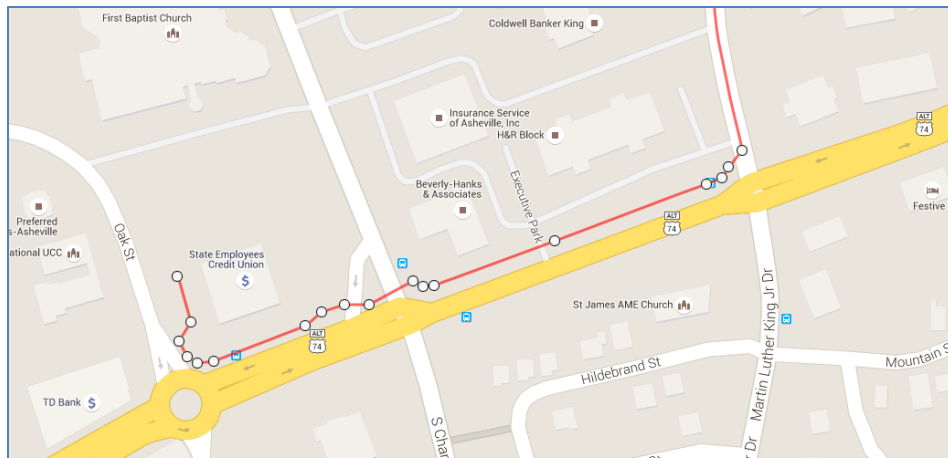 First Baptist Church
Coldwell Banker King
Insurance Service
of Asheville, Inc
H&R Block
ALT
74
Beverly-Hanks
& Associates
Executive Park
Preferred
s-Asheville
ational UCC
Oak St
State Employees
Credit Union
$
Festive
ALT
74
St James AME Church
ALT
74
Martin Luther King Jr Dr
Hildebrand St
Mountain S
TD Bank
$
S Char
r Dr